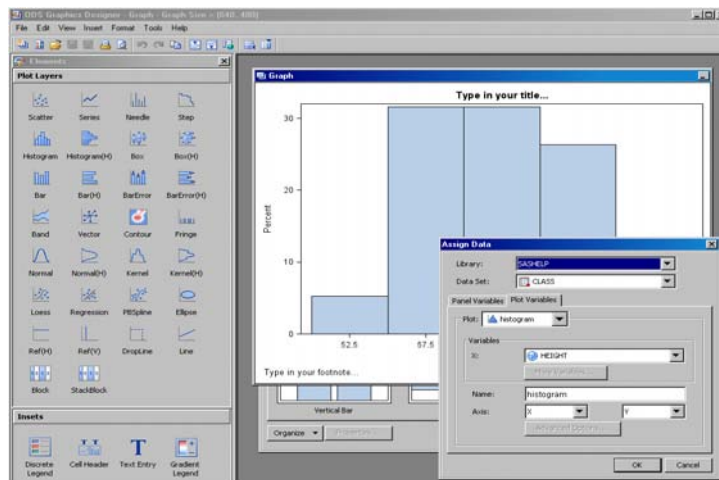 ODS Graphics Designer - Graph - Graph Size = (640, 480)
File Edit View Insert Format Tools Help
Elements
Plot Layers
Scatter Series Needle Step
Histogram Histogram(H) Box Box(H)
Bar Bar(H) BarError BarError(H)
Band Vector Contour Fringe
Normal Normal(H) Kernel Kernel(H)
Loess Regression PBSpline Ellipse
Ref(H) Ref(V) DropLine Line
Block StackBlock
Insets
Discrete Legend Cell Header Text Entry Gradient Legend
Graph
Type in your title...
Percent
30
20
10
0
52.5 57.5
Type in your footnote...
Vertical Bar
Organize Properties...
Assign Data
Library: SASHELP
Data Set: CLASS
Panel Variables Plot Variables
Plot: histogram
Variables
X: HEIGHT
More Variables...
Name: histogram
Axis: X Y
Advanced Options...
OK Cancel